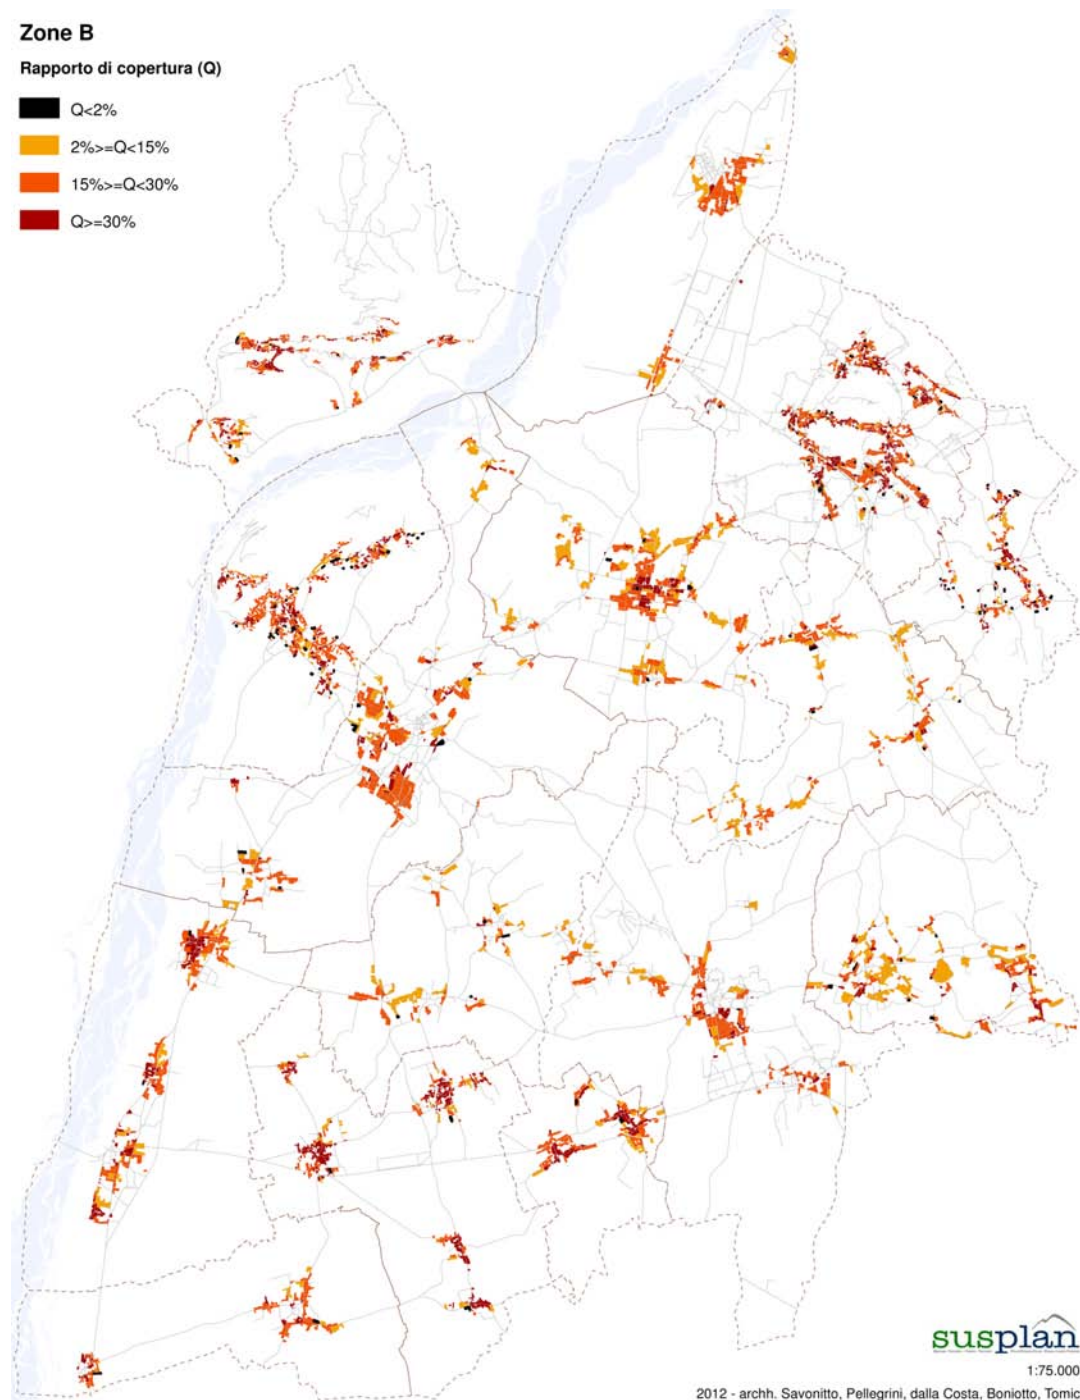 Zone B
Rapporto di copertura (Q)
Q<2%
2%>=Q<15%
15%>=Q<30%
Q>=30%
susplan
1:75.000
2012 - archh. Savonitto, Pellegrini, dalla Costa, Boniotto, Tomic